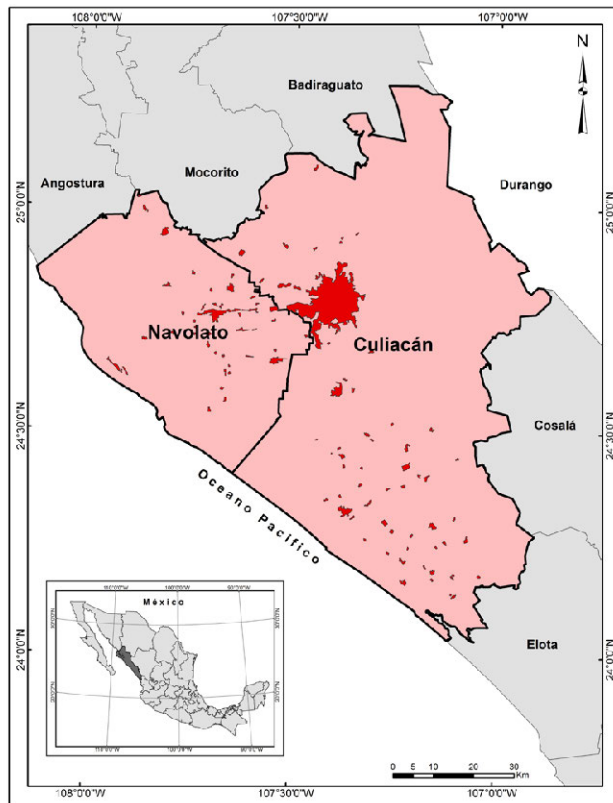 108°0'0"W
107°30'0"W
107°0'0"W
N
Badiraguato
Mocorito
Angostura
Durango
25°0'0"N
25°0'0"N
Navolato
Culiacán
Cosalá
24°30'0"N
24°30'0"N
Oceano Pacífico
México
Elota
24°0'0"N
24°0'0"N
0 5 10 20 30
Km
108°0'0"W
107°30'0"W
107°0'0"W